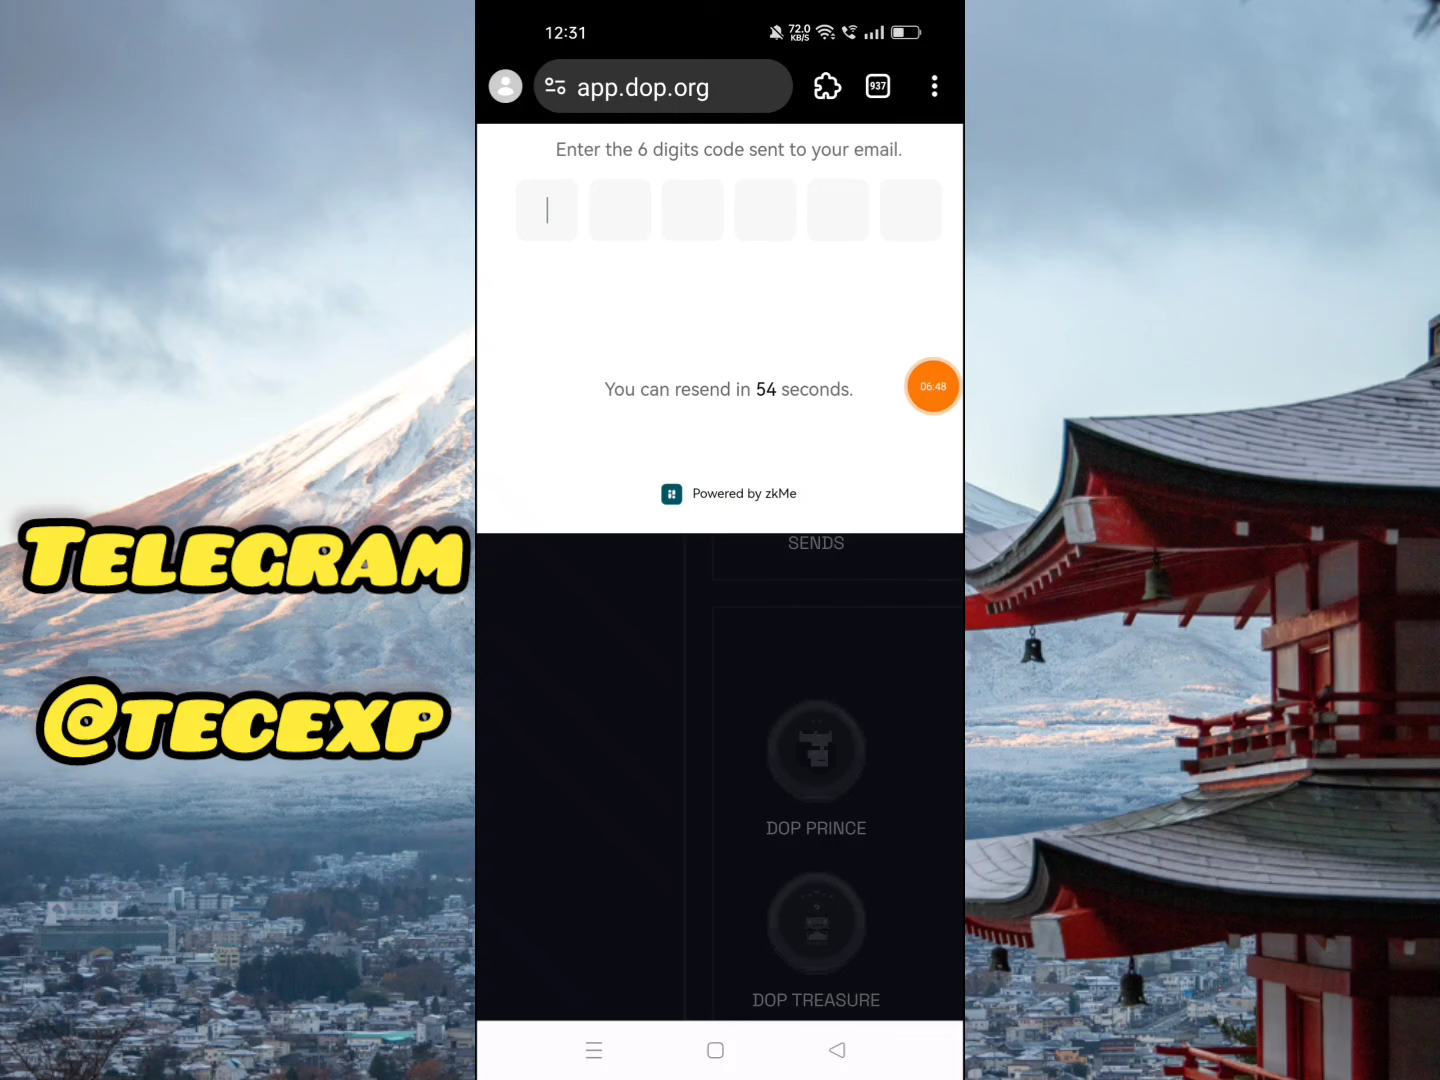 12:31
72.0
KB/S
app.dop.org
937
Enter the 6 digits code sent to your email.
You can resend in 54 seconds.
06:48
Powered by zkMe
SENDS
DOP PRINCE
DOP TREASURE
TELEGRAM
@TECEXP